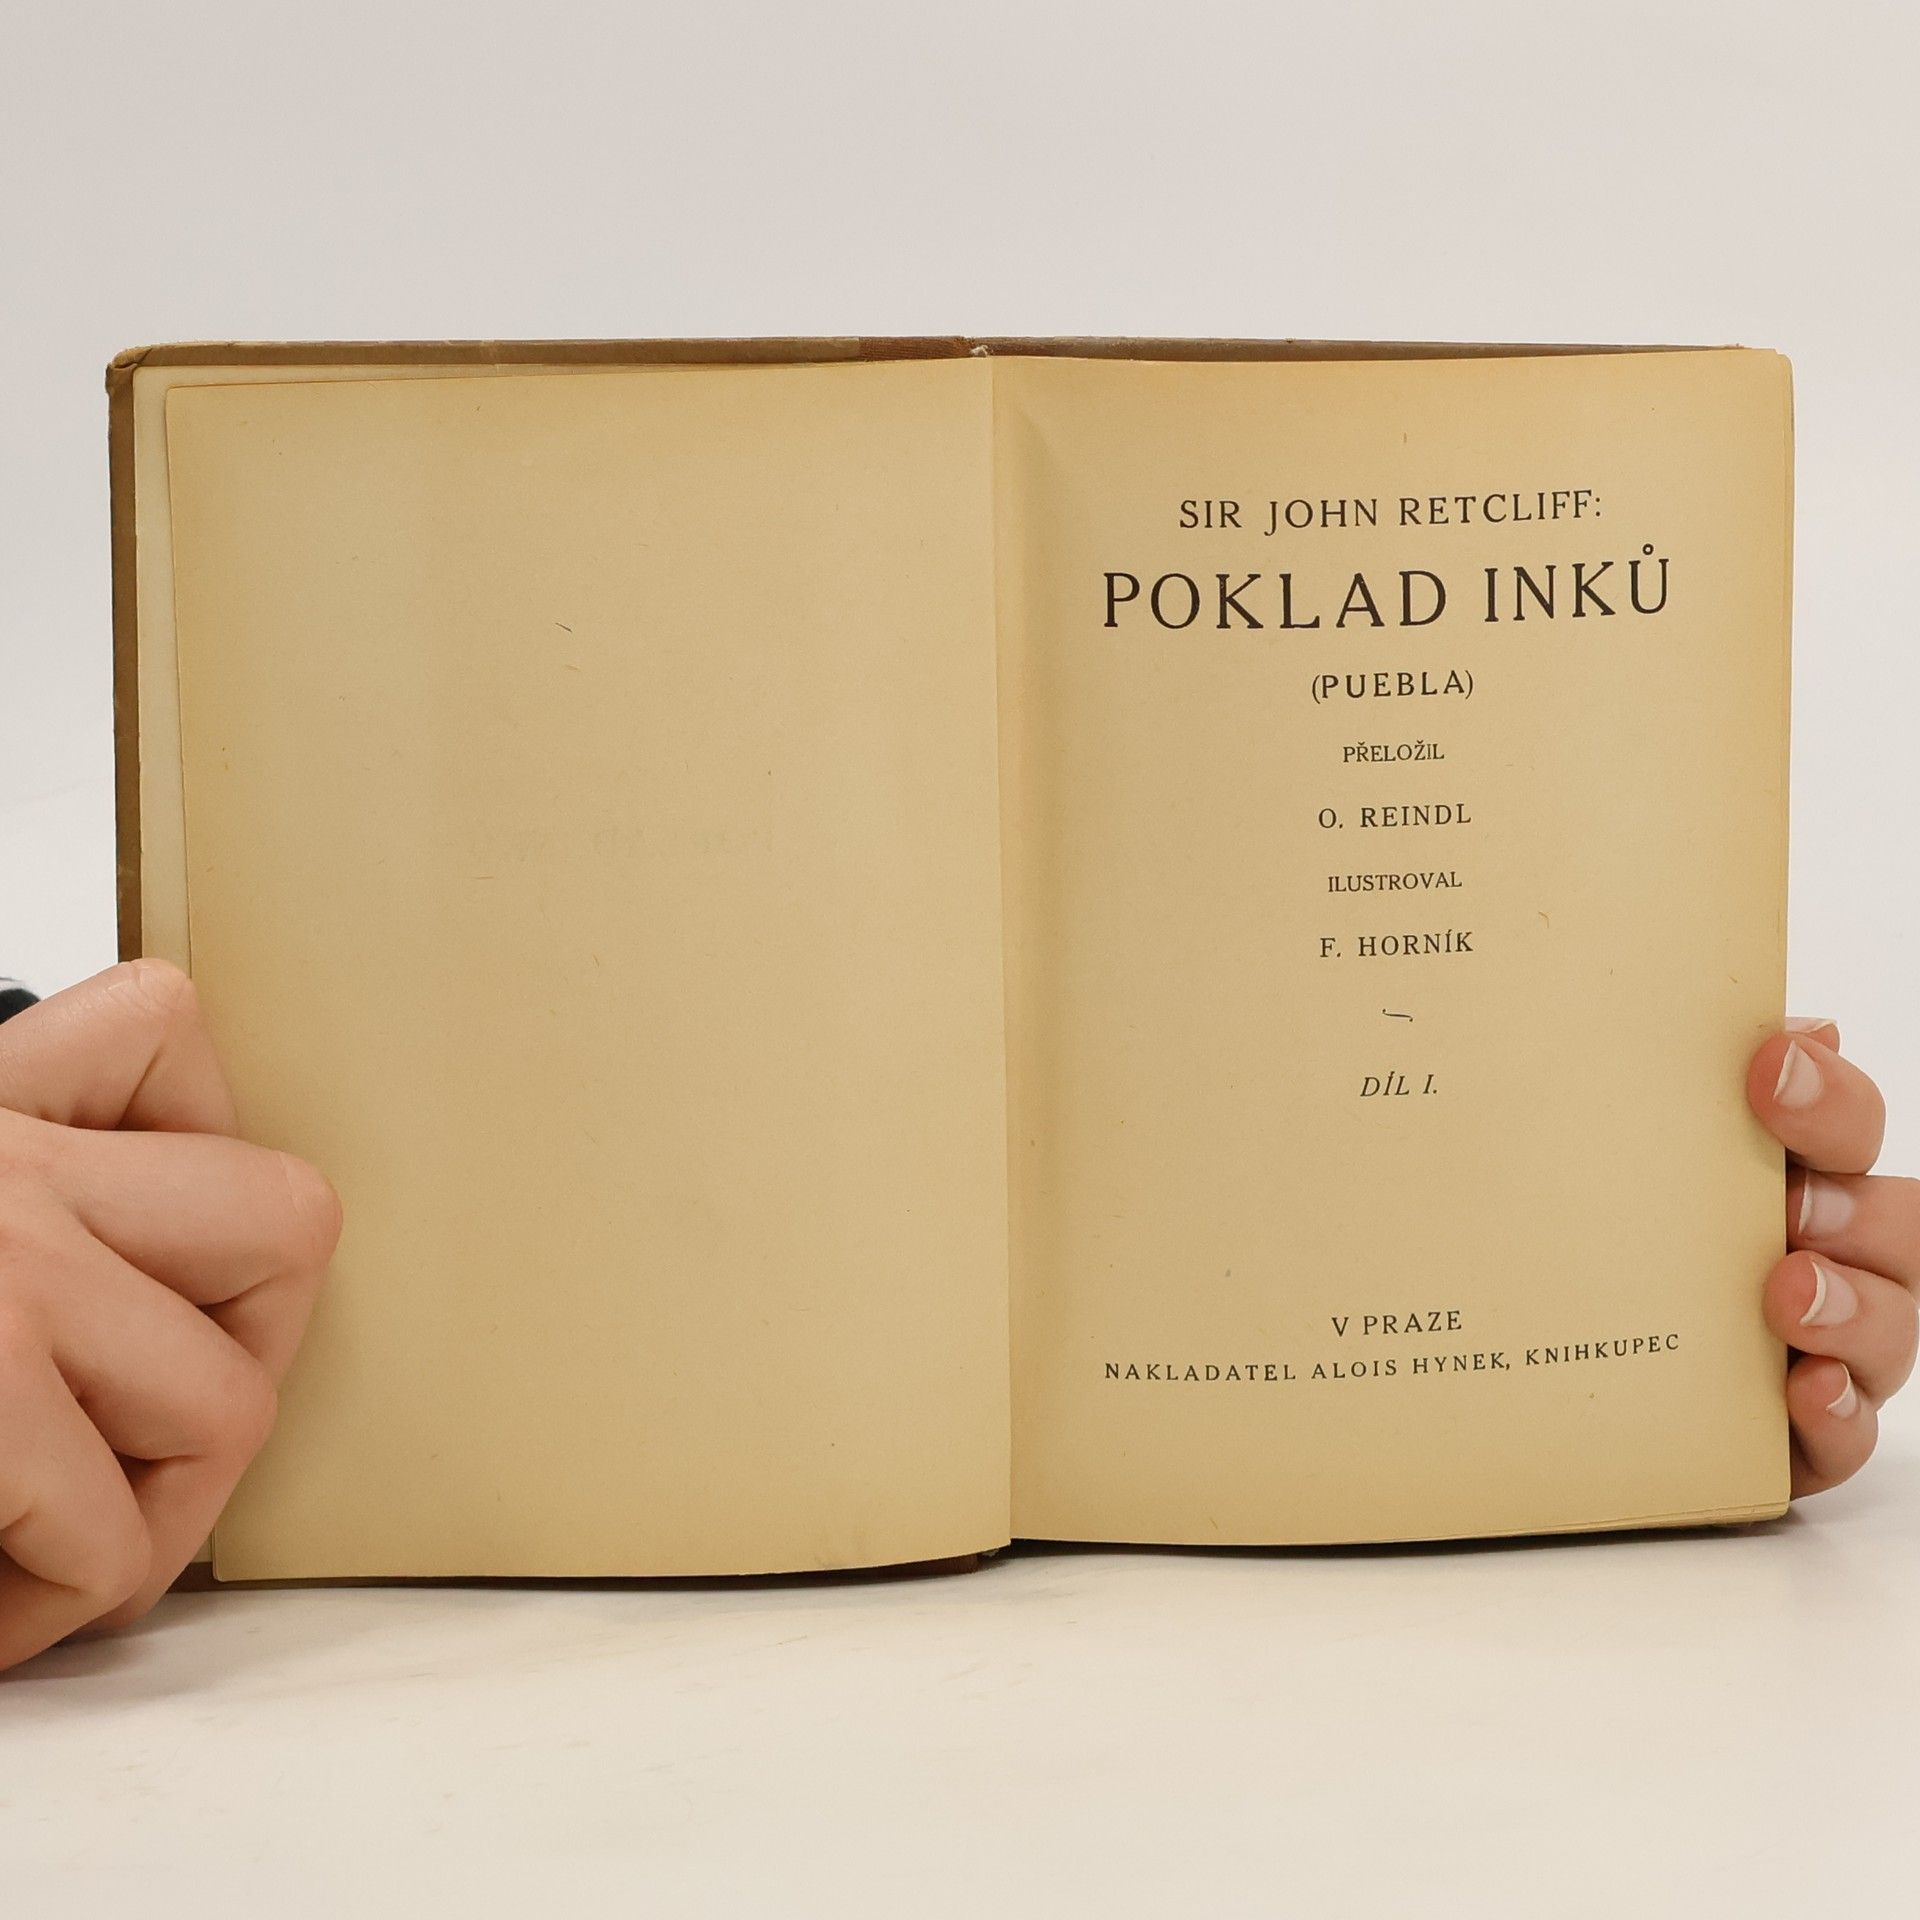 SIR JOHN RETCLIFF:
POKLAD INKŮ
(PUEBLA)
PŘELOŽIL
O. REINDL
ILUSTROVAL
F. HORNÍK
DÍL I.
V PRAZE
NAKLADATEL ALOIS HYNEK, KNIHKUPEC